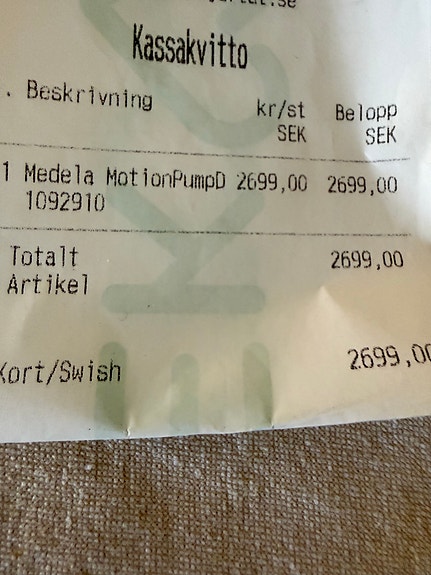 Kassakvitto
. Beskrivning kr/st Belopp
SEK SEK
1 Medela MotionPumpD 2699,00 2699,00
1092910
Totalt 2699,00
Artikel
Kort/Swish 2699,00